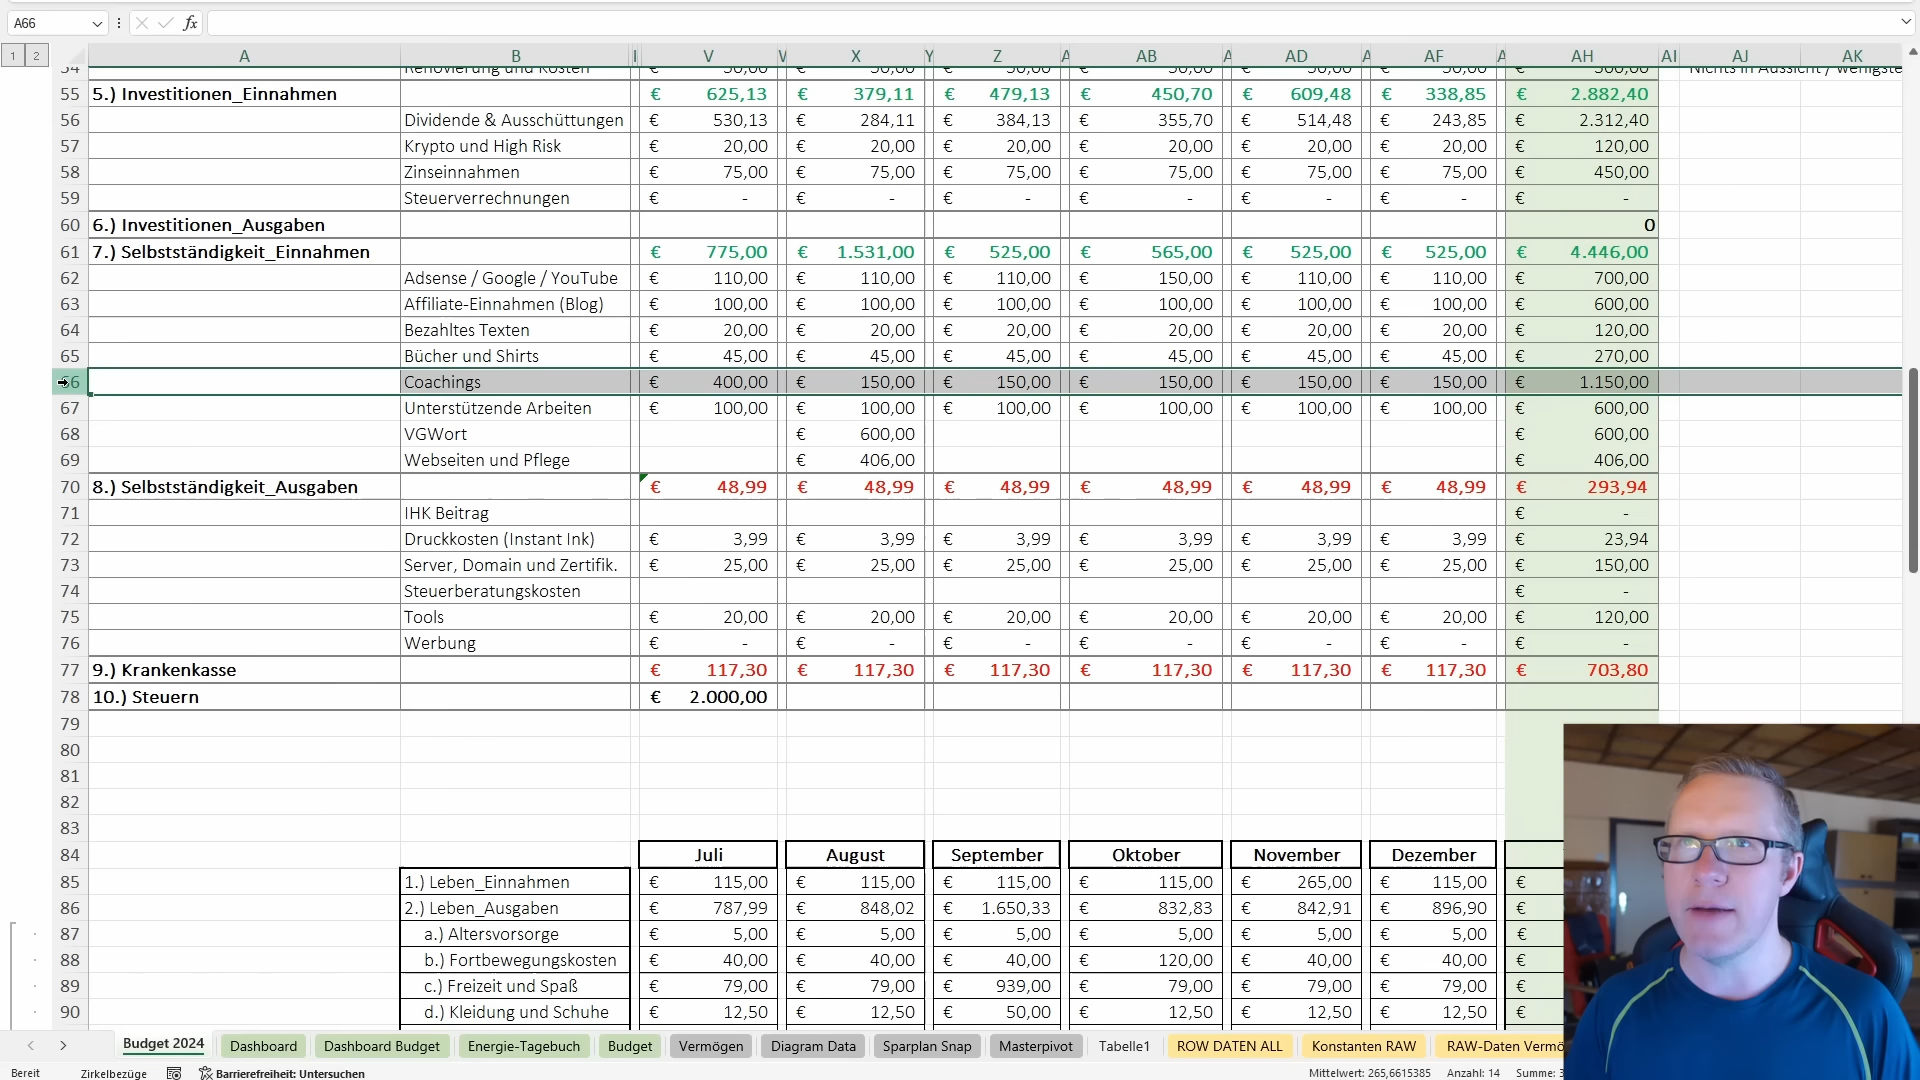 A66 fx
1 2 A B I V W X Y Z A AB A AD A AF A AH AI AJ AK
54 Renovierung und Kosten € 50,00 € 50,00 € 50,00 € 50,00 € 50,00 € 50,00 € 300,00 Nichts in Aussicht / wenigste
55 5.) Investitionen_Einnahmen € 625,13 € 379,11 € 479,13 € 450,70 € 609,48 € 338,85 € 2.882,40
56 Dividende & Ausschüttungen € 530,13 € 284,11 € 384,13 € 355,70 € 514,48 € 243,85 € 2.312,40
57 Krypto und High Risk € 20,00 € 20,00 € 20,00 € 20,00 € 20,00 € 20,00 € 120,00
58 Zinseinnahmen € 75,00 € 75,00 € 75,00 € 75,00 € 75,00 € 75,00 € 450,00
59 Steuerverrechnungen € - € - € - € - € - € - € -
60 6.) Investitionen_Ausgaben 0
61 7.) Selbstständigkeit_Einnahmen € 775,00 € 1.531,00 € 525,00 € 565,00 € 525,00 € 525,00 € 4.446,00
62 Adsense / Google / YouTube € 110,00 € 110,00 € 110,00 € 150,00 € 110,00 € 110,00 € 700,00
63 Affiliate-Einnahmen (Blog) € 100,00 € 100,00 € 100,00 € 100,00 € 100,00 € 100,00 € 600,00
64 Bezahltes Texten € 20,00 € 20,00 € 20,00 € 20,00 € 20,00 € 20,00 € 120,00
65 Bücher und Shirts € 45,00 € 45,00 € 45,00 € 45,00 € 45,00 € 45,00 € 270,00
66 Coachings € 400,00 € 150,00 € 150,00 € 150,00 € 150,00 € 150,00 € 1.150,00
67 Unterstützende Arbeiten € 100,00 € 100,00 € 100,00 € 100,00 € 100,00 € 100,00 € 600,00
68 VGWort € 600,00 € 600,00
69 Webseiten und Pflege € 406,00 € 406,00
70 8.) Selbstständigkeit_Ausgaben € 48,99 € 48,99 € 48,99 € 48,99 € 48,99 € 48,99 € 293,94
71 IHK Beitrag € -
72 Druckkosten (Instant Ink) € 3,99 € 3,99 € 3,99 € 3,99 € 3,99 € 3,99 € 23,94
73 Server, Domain und Zertifik. € 25,00 € 25,00 € 25,00 € 25,00 € 25,00 € 25,00 € 150,00
74 Steuerberatungskosten € -
75 Tools € 20,00 € 20,00 € 20,00 € 20,00 € 20,00 € 20,00 € 120,00
76 Werbung € - € - € - € - € - € - € -
77 9.) Krankenkasse € 117,30 € 117,30 € 117,30 € 117,30 € 117,30 € 117,30 € 703,80
78 10.) Steuern € 2.000,00
79
80
81
82
83
84 Juli August September Oktober November Dezember
85 1.) Leben_Einnahmen € 115,00 € 115,00 € 115,00 € 115,00 € 265,00 € 115,00 €
86 2.) Leben_Ausgaben € 787,99 € 848,02 € 1.650,33 € 832,83 € 842,91 € 896,90 €
87 a.) Altersvorsorge € 5,00 € 5,00 € 5,00 € 5,00 € 5,00 € 5,00 €
88 b.) Fortbewegungskosten € 40,00 € 40,00 € 40,00 € 120,00 € 40,00 € 40,00 €
89 c.) Freizeit und Spaß € 79,00 € 79,00 € 939,00 € 79,00 € 79,00 € 79,00 €
90 d.) Kleidung und Schuhe € 12,50 € 12,50 € 50,00 € 12,50 € 12,50 € 12,50 €
Budget 2024 Dashboard Dashboard Budget Energie-Tagebuch Budget Vermögen Diagram Data Sparplan Snap Masterpivot Tabelle1 ROW DATEN ALL Konstanten RAW RAW-Daten Vermö
Bereit Zirkelbezüge Barrierefreiheit: Untersuchen Mittelwert: 265,6615385 Anzahl: 14 Summe: 3